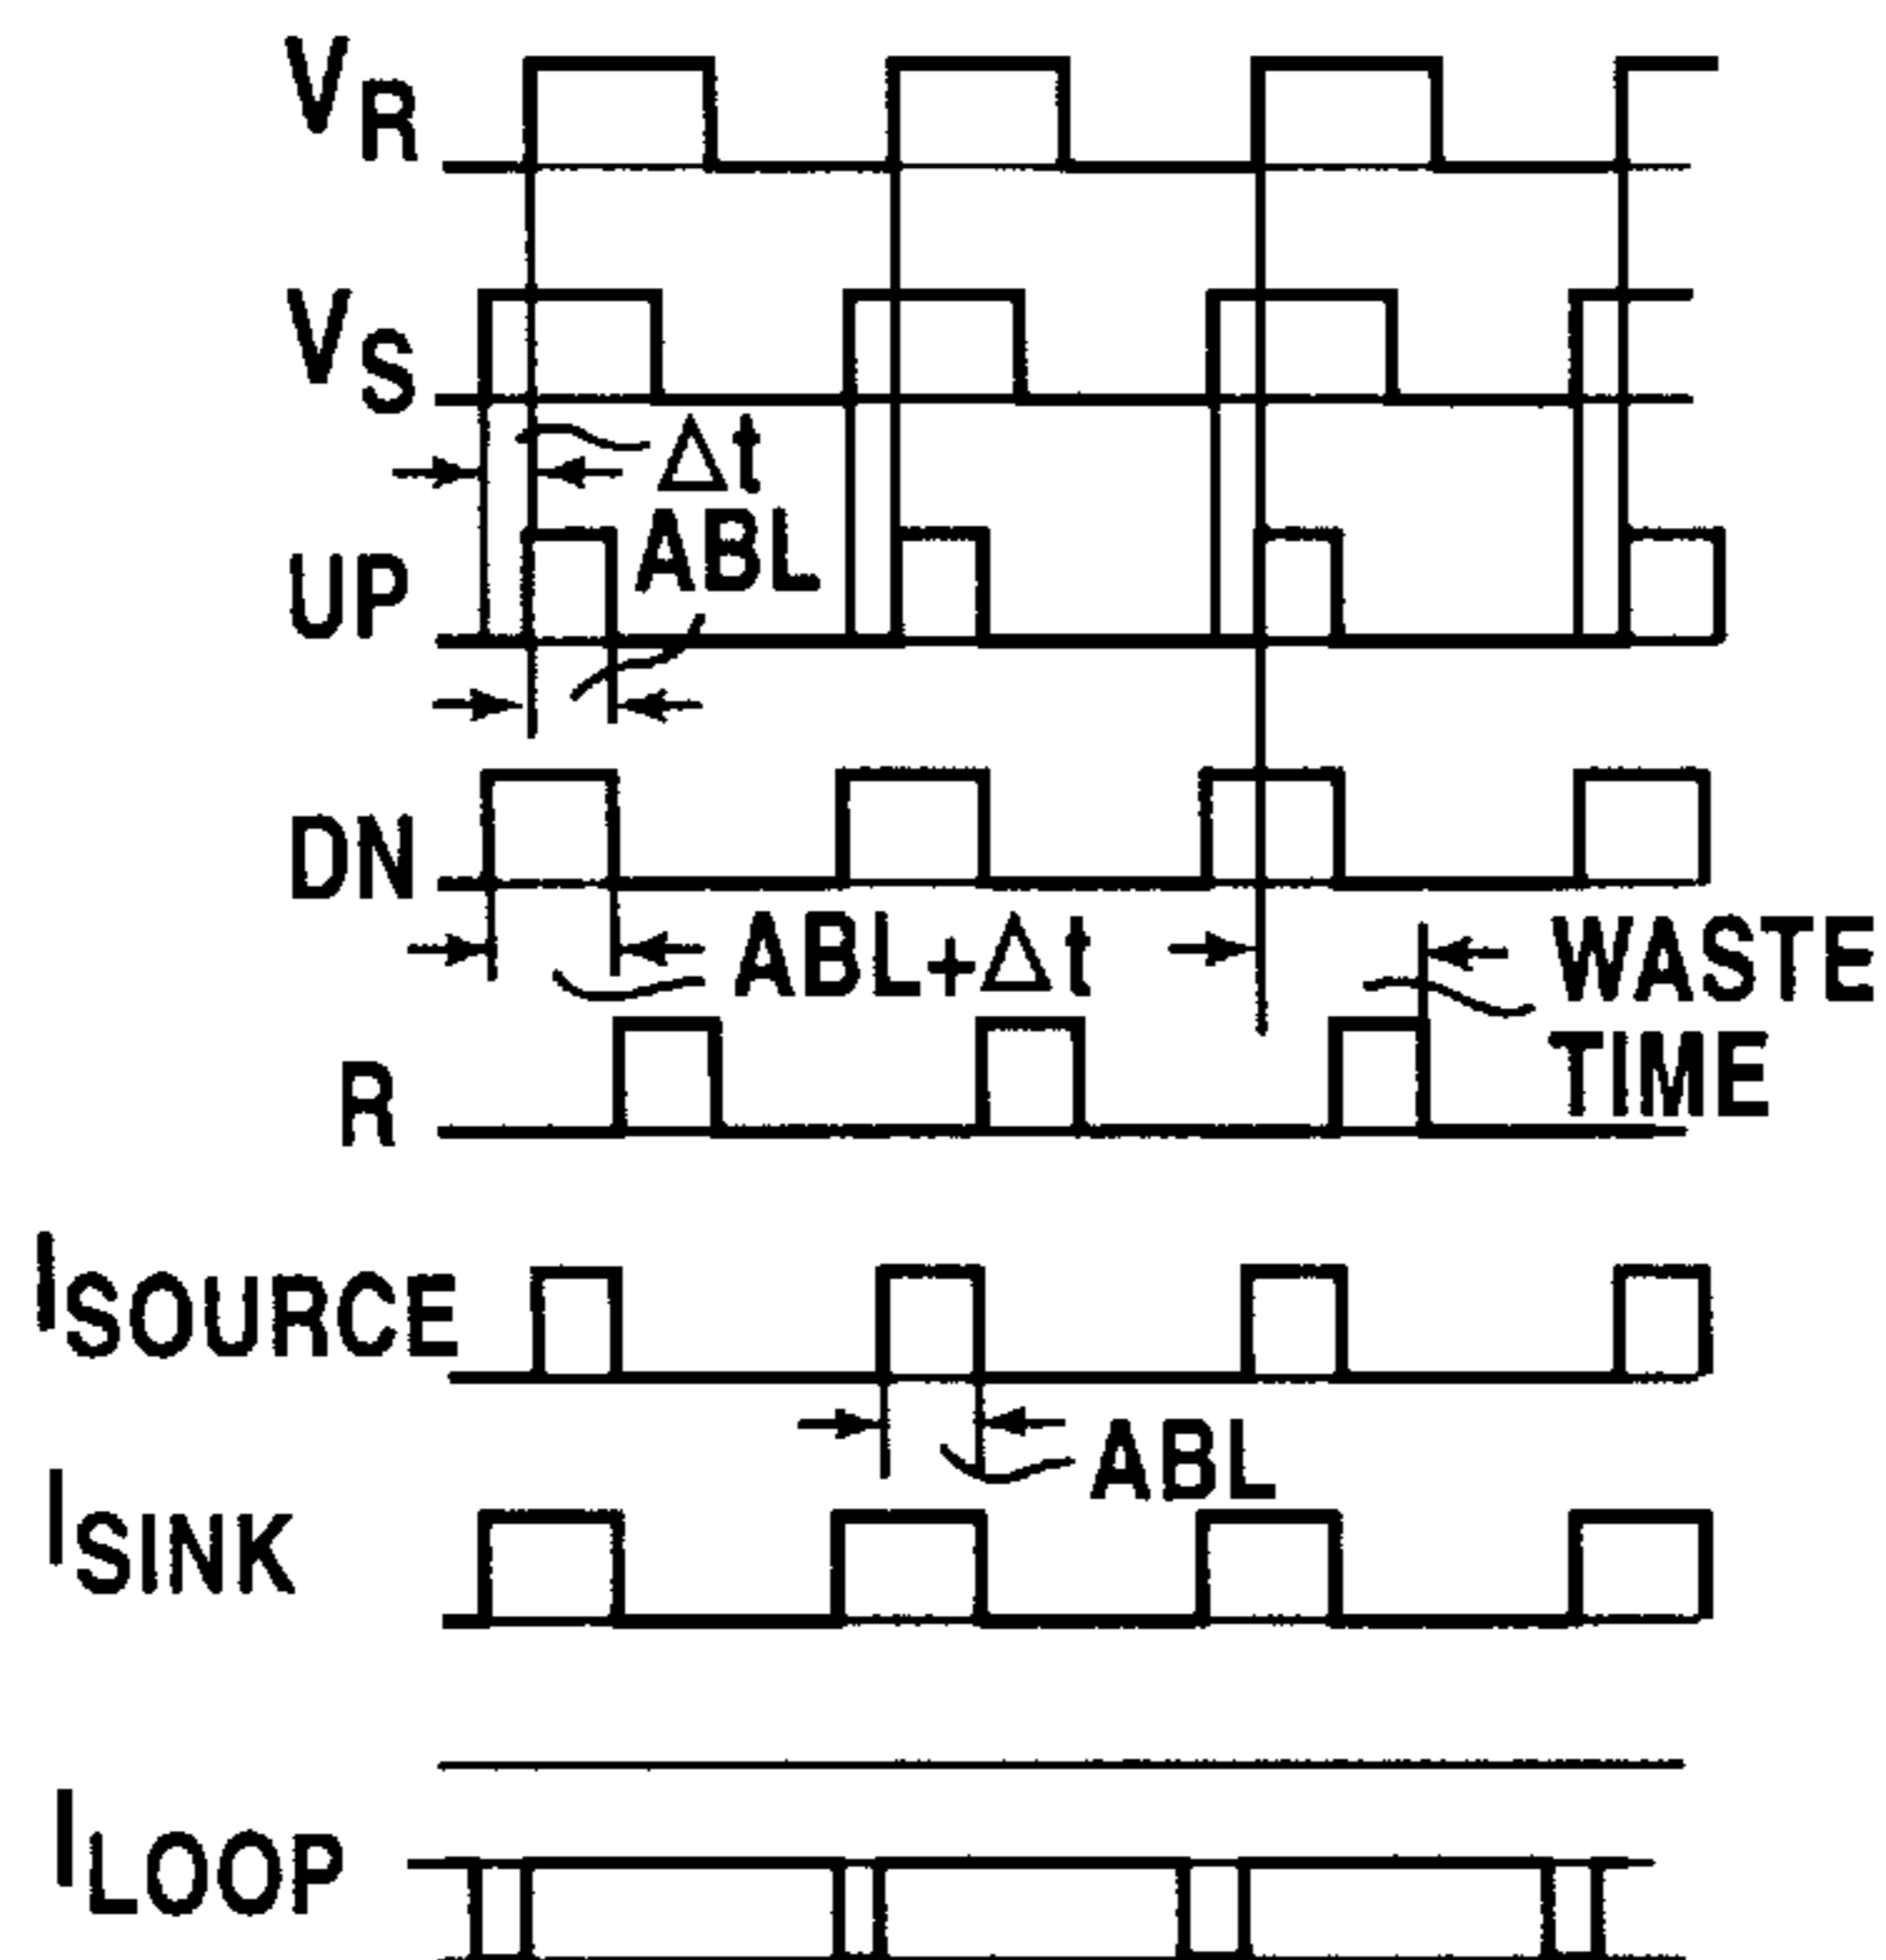 VR
VS
Δt
ABL
UP
DN
ABL+Δt
WASTE
TIME
R
ISOURCE
ABL
ISINK
ILOOP